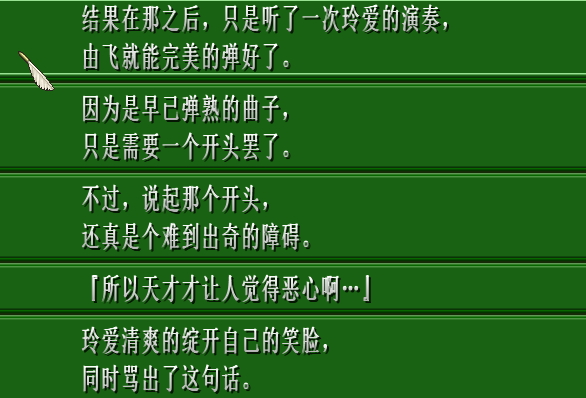 结果在那之后，只是听了一次玲爱的演奏，
由飞就能完美的弹好了。
因为是早已弹熟的曲子，
只是需要一个开头罢了。
不过，说起那个开头，
还真是个难到出奇的障碍。
『所以天才才让人觉得恶心啊…』
玲爱清爽的绽开自己的笑脸，
同时骂出了这句话。